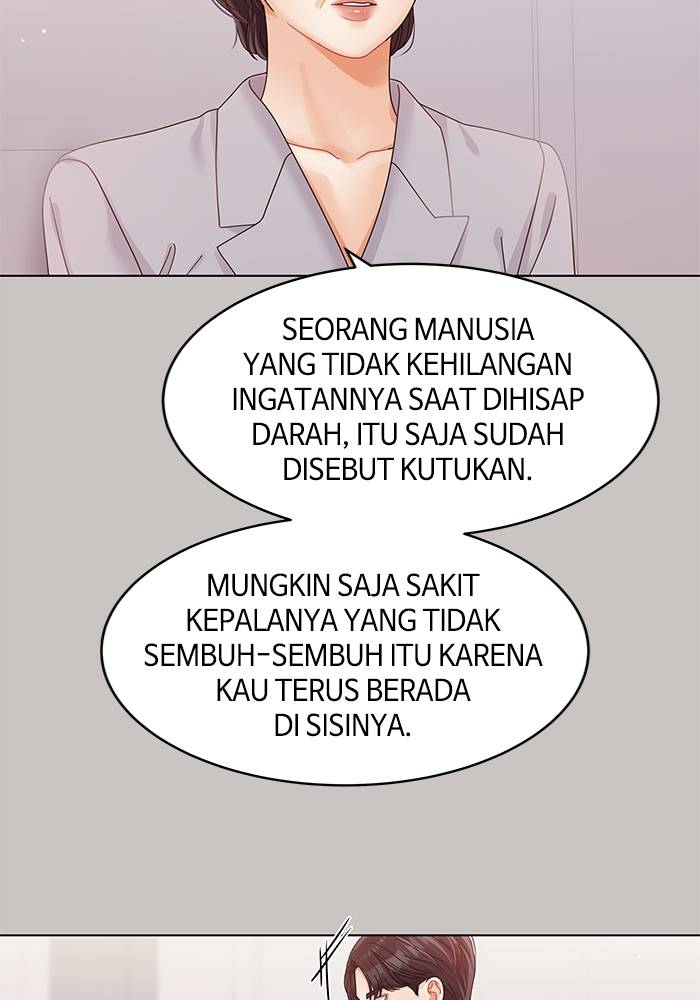 SEORANG MANUSIA
YANG TIDAK KEHILANGAN
INGATANNYA SAAT DIHISAP
DARAH, ITU SAJA SUDAH
DISEBUT KUTUKAN.
MUNGKIN SAJA SAKIT
KEPALANYA YANG TIDAK
SEMBUH-SEMBUH ITU KARENA
KAU TERUS BERADA
DI SISINYA.